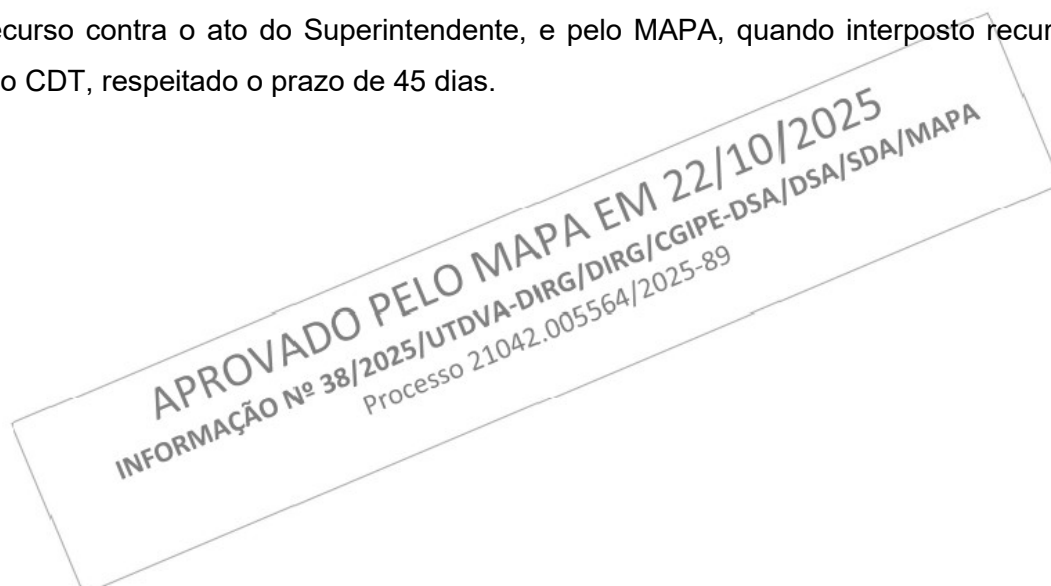 ecurso contra o ato do Superintendente, e pelo MAPA, quando interposto recur
o CDT, respeitado o prazo de 45 dias.
APROVADO PELO MAPA EM 22/10/2025
INFORMAÇÃO Nº 38/2025/UTDVA-DIRG/DIRG/CGIPE-DSA/DSA/SDA/MAPA
Processo 21042.005564/2025-89